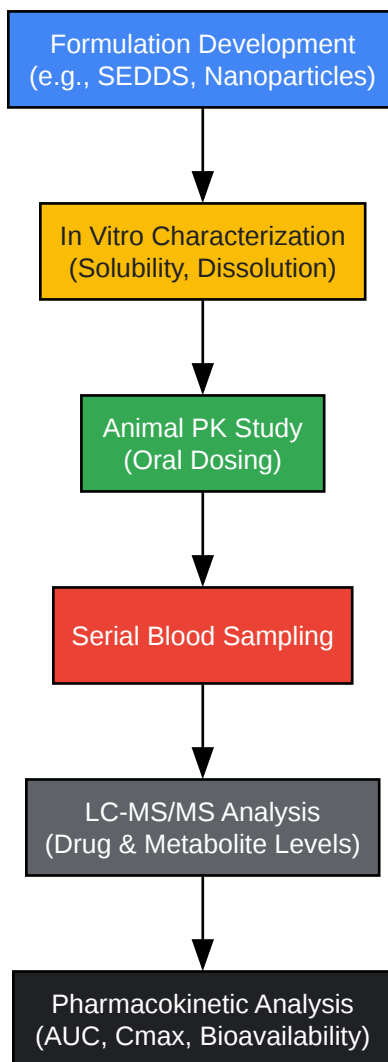 Formulation Development
(e.g., SEDDS, Nanoparticles)
In Vitro Characterization
(Solubility, Dissolution)
Animal PK Study
(Oral Dosing)
Serial Blood Sampling
LC-MS/MS Analysis
(Drug & Metabolite Levels)
Pharmacokinetic Analysis
(AUC, Cmax, Bioavailability)